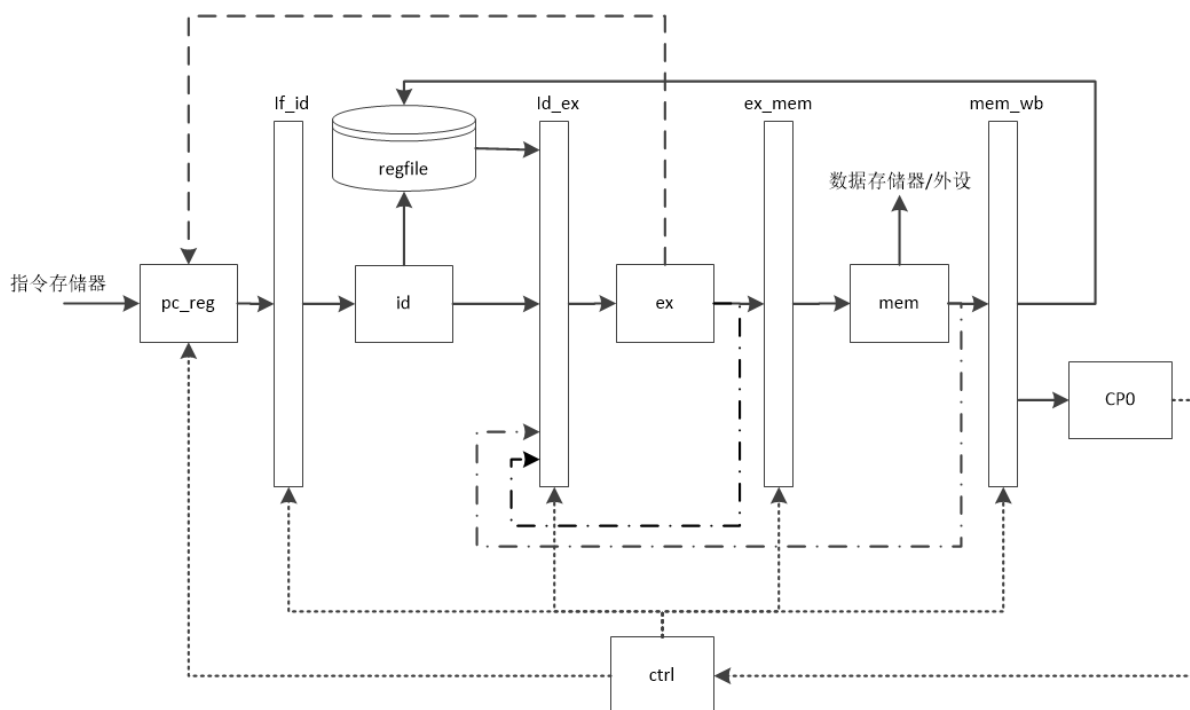 If_id
Id_ex
ex_mem
mem_wb
regfile
数据存储器/外设
指令存储器
pc_reg
id
ex
mem
CP0
ctrl